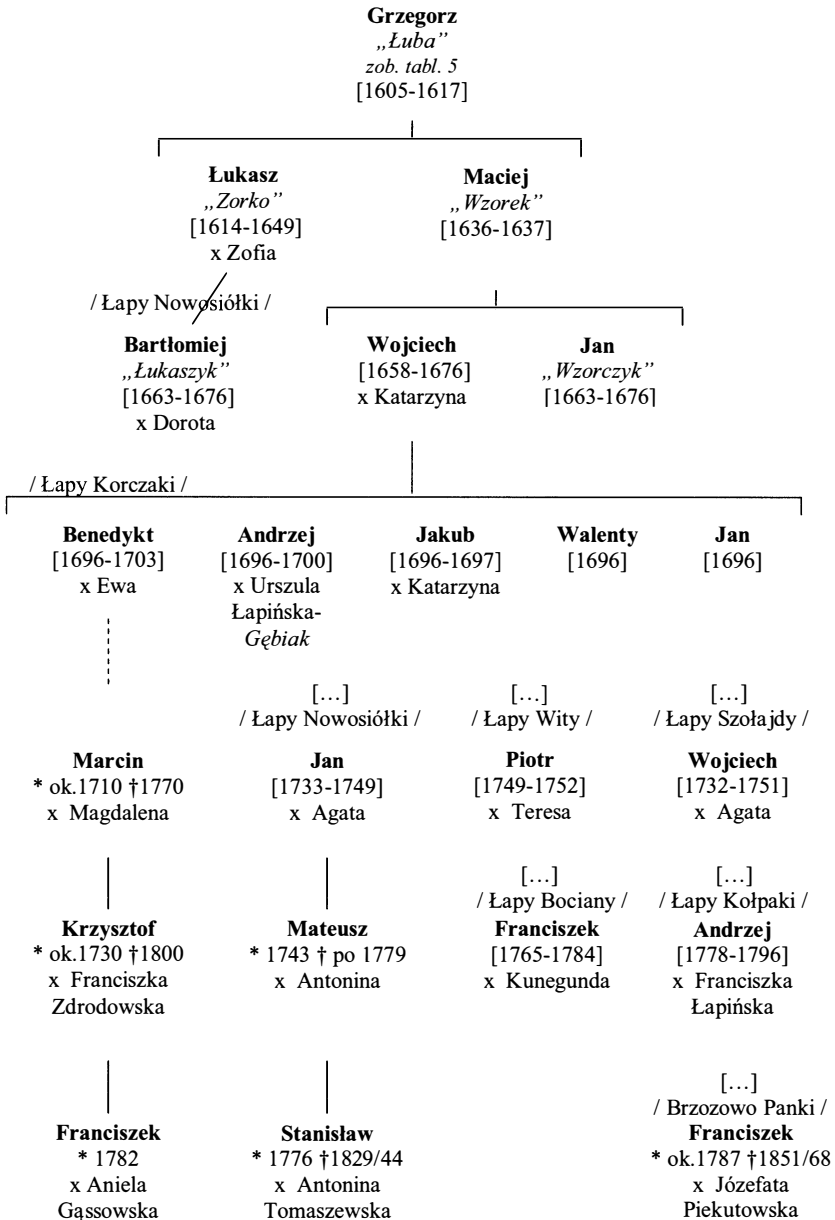 Grzegorz
„Łuba”
zob. tabl. 5
[1605-1617]
Łukasz Maciej
„Zorko” „Wzorek”
[1614-1649] [1636-1637]
x Zofia
/ Łapy Nowosiółki /
Bartłomiej Wojciech Jan
„Łukaszyk” [1658-1676] „Wzorczyk”
[1663-1676] x Katarzyna [1663-1676]
x Dorota
/ Łapy Korczaki /
Benedykt Andrzej Jakub Walenty Jan
[1696-1703] [1696-1700] [1696-1697] [1696] [1696]
x Ewa x Urszula x Katarzyna
Łapińska-
Gębiak
[...] [...] [...]
/ Łapy Nowosiółki / / Łapy Wity / / Łapy Szołajdy /
Marcin Jan Piotr Wojciech
* ok.1710 †1770 [1733-1749] [1749-1752] [1732-1751]
x Magdalena x Agata x Teresa x Agata
[...] [...]
/ Łapy Bociany / / Łapy Kołpaki /
Krzysztof Mateusz Franciszek Andrzej
* ok.1730 †1800 * 1743 † po 1779 [1765-1784] [1778-1796]
x Franciszka x Antonina x Kunegunda x Franciszka
Zdrodowska Łapińska
[...]
/ Brzozowo Panki /
Franciszek Stanisław Franciszek
* 1782 * 1776 †1829/44 * ok.1787 †1851/68
x Aniela x Antonina x Józefata
Gąssowska Tomaszewska Piekutowska